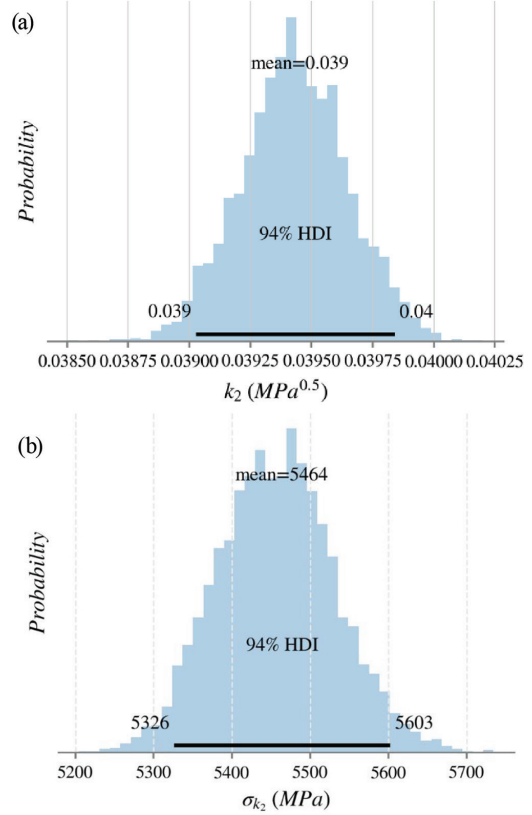 (a)
mean=0.039
Probability
94% HDI
0.039 0.04
0.03850 0.03875 0.03900 0.03925 0.03950 0.03975 0.04000 0.04025
k₂ (MPa⁰·⁵)
(b)
mean=5464
Probability
94% HDI
5326 5603
5200 5300 5400 5500 5600 5700
σₖ₂ (MPa)